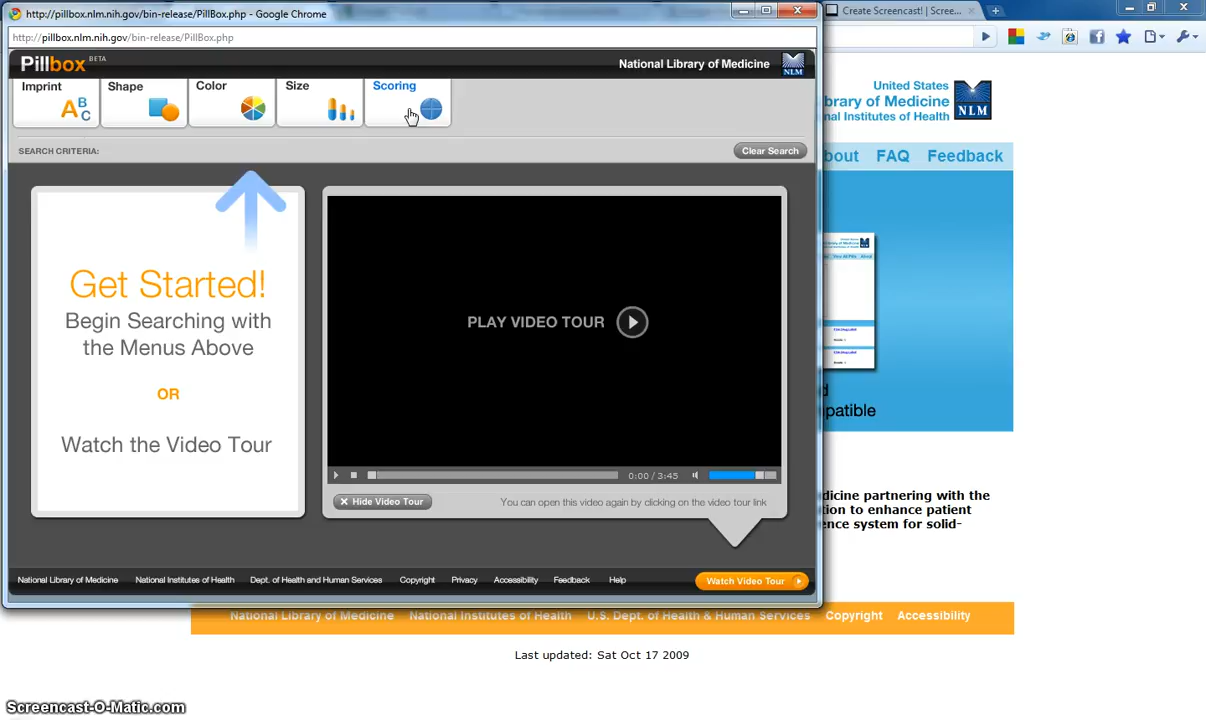 http://pillbox.nlm.nih.gov/bin-release/PillBox.php - Google Chrome
Create Screencast! | Scree...
http://pillbox.nlm.nih.gov/bin-release/PillBox.php
Pillbox BETA
National Library of Medicine
NLM
Imprint
ABC
Shape
Color
Size
Scoring
SEARCH CRITERIA:
Clear Search
United States
brary of Medicine
nal Institutes of Health
NLM
bout
FAQ
Feedback
Get Started!
Begin Searching with
the Menus Above
OR
Watch the Video Tour
PLAY VIDEO TOUR
0:00 / 3:45
Hide Video Tour
You can open this video again by clicking on the video tour link
patible
dicine partnering with the
tion to enhance patient
ence system for solid-
National Library of Medicine
National Institutes of Health
Dept. of Health and Human Services
Copyright
Privacy
Accessibility
Feedback
Help
Watch Video Tour
National Library of Medicine
National Institutes of Health
U.S. Dept. of Health & Human Services
Copyright
Accessibility
Last updated: Sat Oct 17 2009
Screencast-O-Matic.com